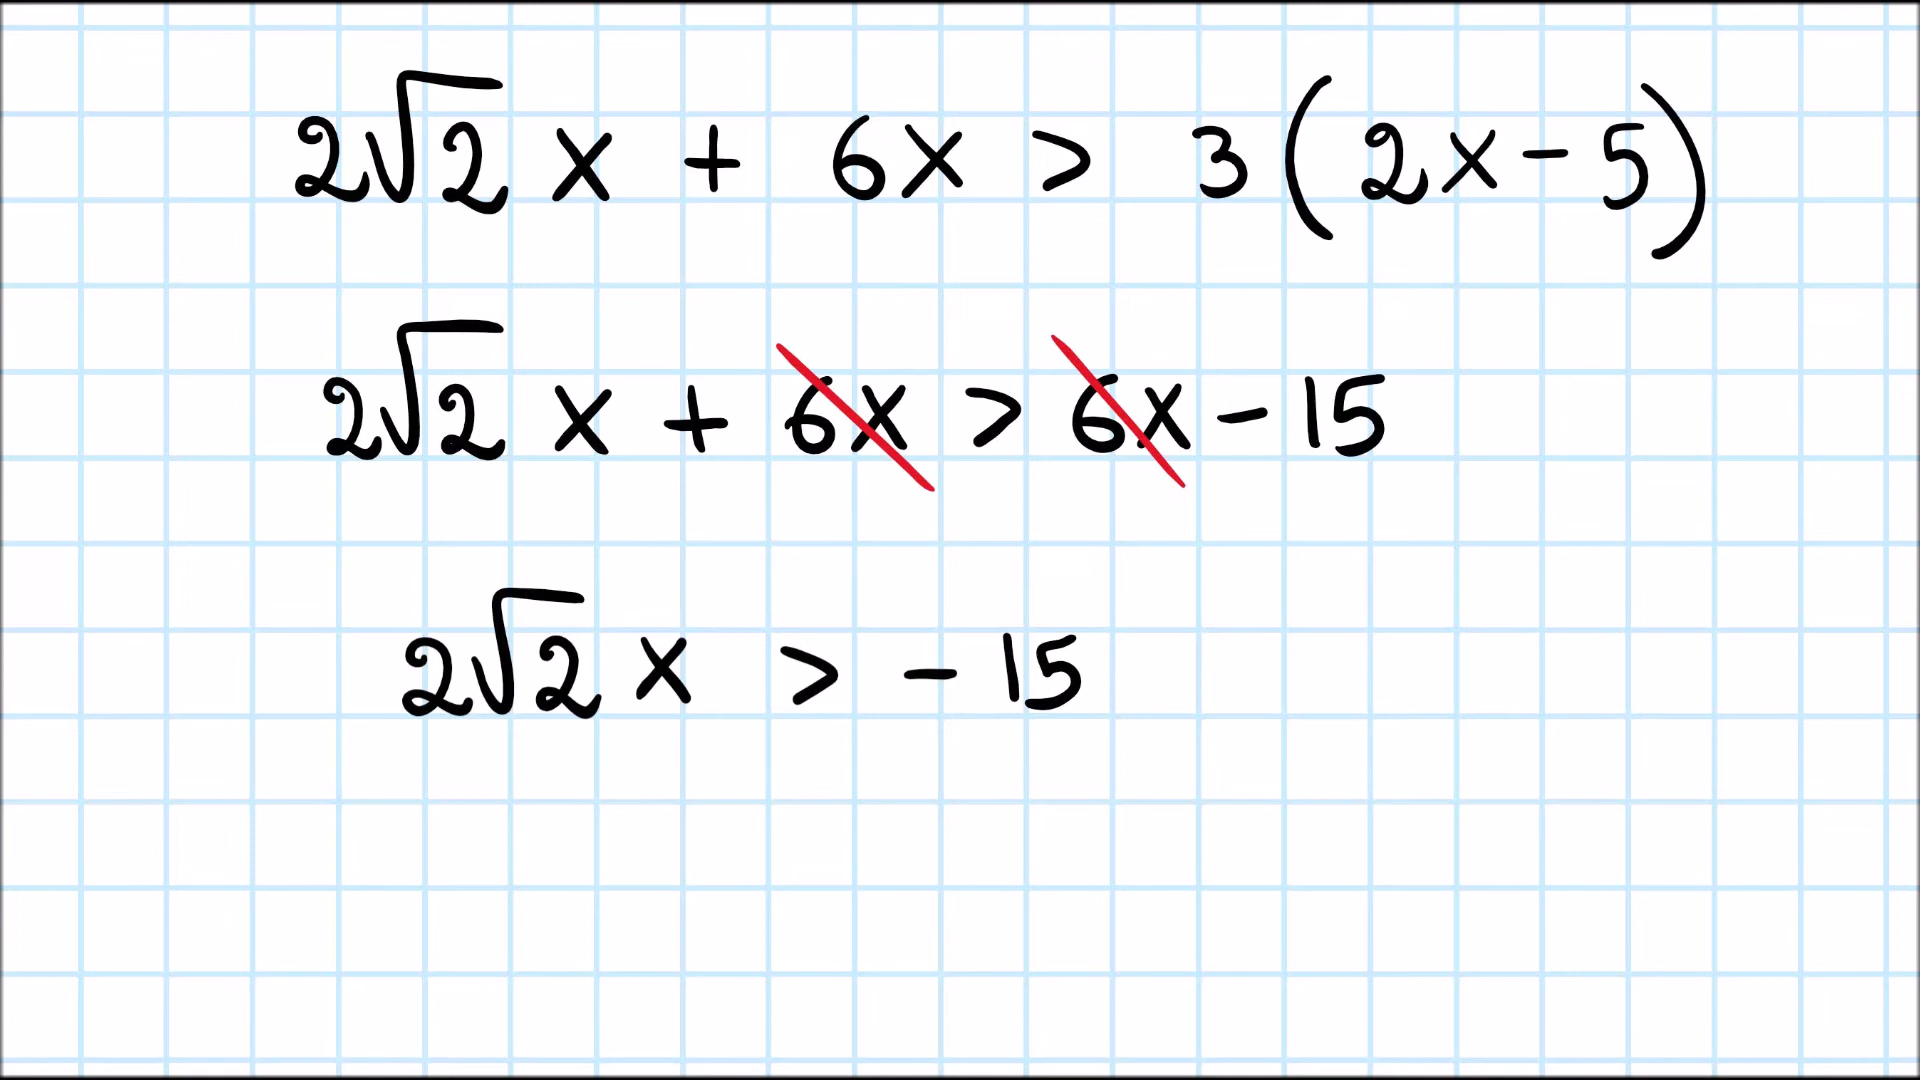 2√2 x + 6x > 3(2x-5)
2√2 x + 6x > 6x - 15
2√2 x > - 15